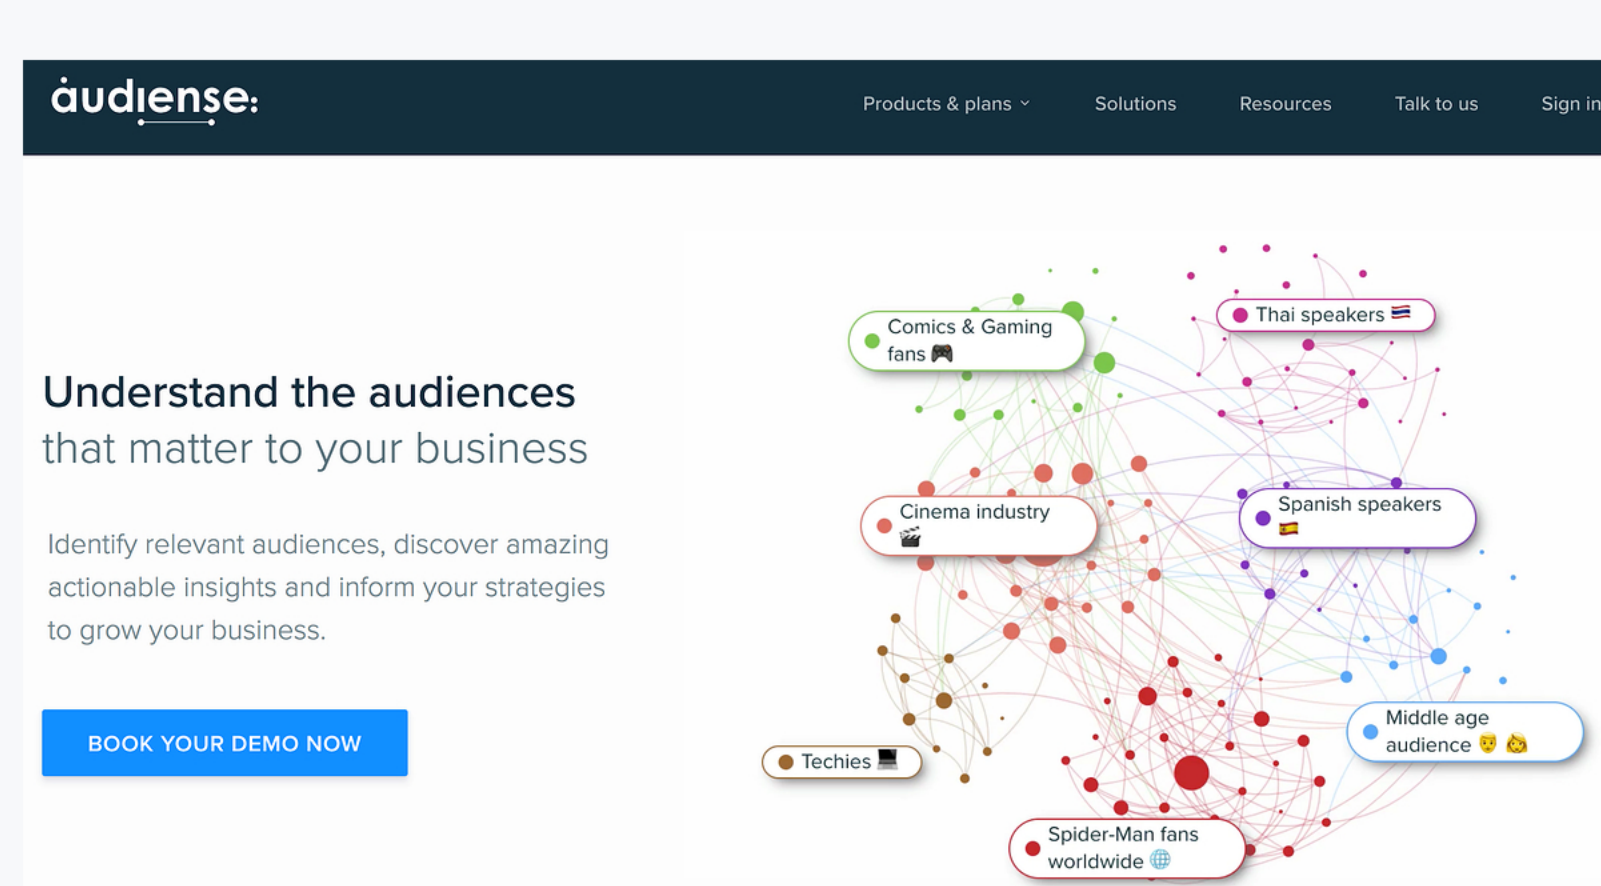 audiense:
Products & plans
Solutions
Resources
Talk to us
Sign in
Understand the audiences
that matter to your business
Identify relevant audiences, discover amazing
actionable insights and inform your strategies
to grow your business.
BOOK YOUR DEMO NOW
Comics & Gaming
fans 🎮
Thai speakers 🇹🇭
Cinema industry
🎬
Spanish speakers
🇪🇸
Techies 💻
Middle age
audience 👨 👩
Spider-Man fans
worldwide 🌐